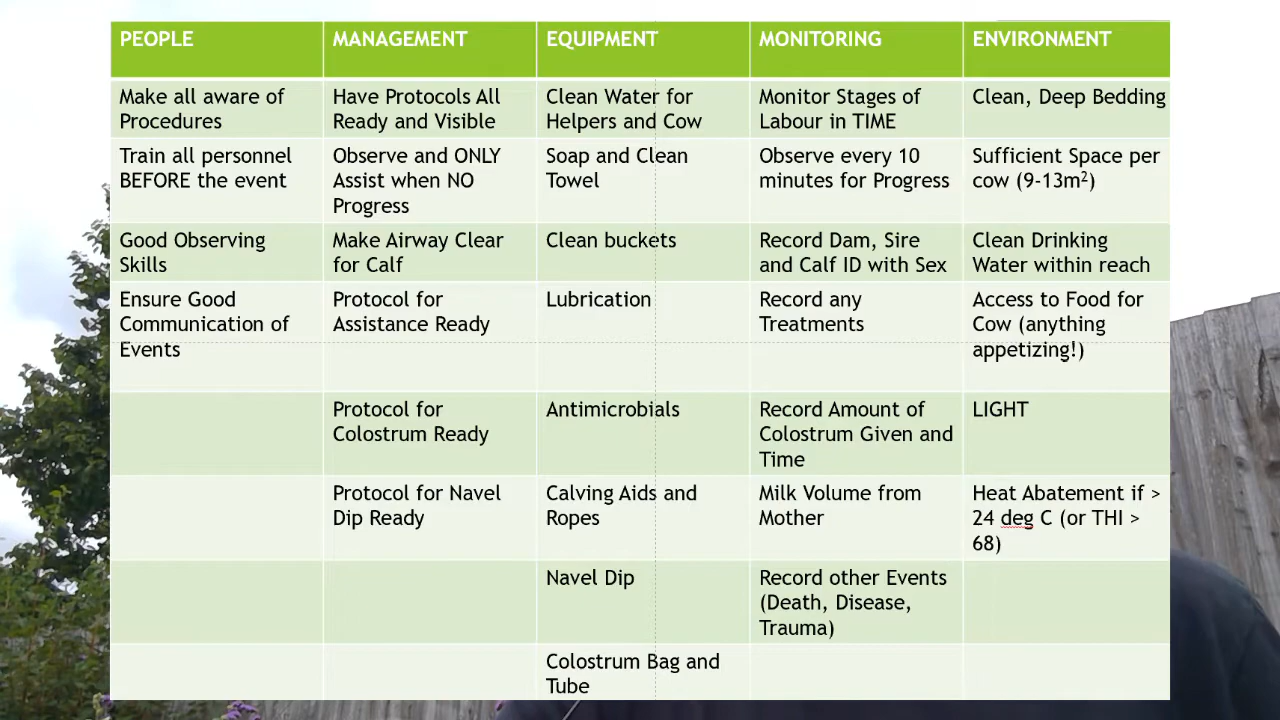 PEOPLE MANAGEMENT EQUIPMENT MONITORING ENVIRONMENT
Make all aware of
Procedures
Have Protocols All
Ready and Visible
Clean Water for
Helpers and Cow
Monitor Stages of
Labour in TIME
Clean, Deep Bedding
Train all personnel
BEFORE the event
Observe and ONLY
Assist when NO
Progress
Soap and Clean
Towel
Observe every 10
minutes for Progress
Sufficient Space per
cow (9-13m²)
Good Observing
Skills
Make Airway Clear
for Calf
Clean buckets
Record Dam, Sire
and Calf ID with Sex
Clean Drinking
Water within reach
Ensure Good
Communication of
Events
Protocol for
Assistance Ready
Lubrication
Record any
Treatments
Access to Food for
Cow (anything
appetizing!)
Protocol for
Colostrum Ready
Antimicrobials
Record Amount of
Colostrum Given and
Time
LIGHT
Protocol for Navel
Dip Ready
Calving Aids and
Ropes
Milk Volume from
Mother
Heat Abatement if >
24 deg C (or THI >
68)
Navel Dip
Record other Events
(Death, Disease,
Trauma)
Colostrum Bag and
Tube